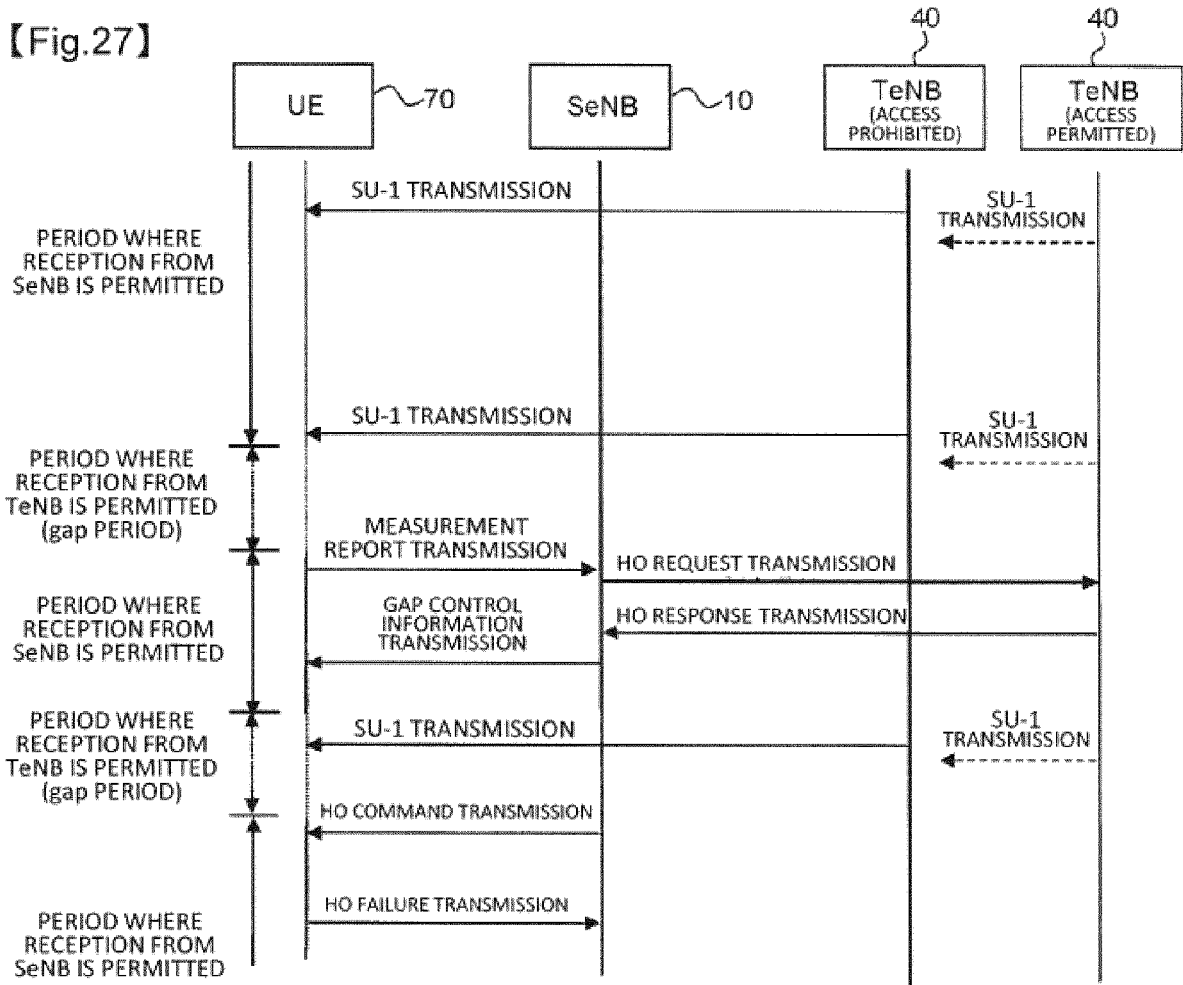 【Fig.27】
40
40
UE
70
SeNB
10
TeNB
(ACCESS
PROHIBITED)
TeNB
(ACCESS
PERMITTED)
SU-1 TRANSMISSION
SU-1
TRANSMISSION
PERIOD WHERE
RECEPTION FROM
SeNB IS PERMITTED
SU-1 TRANSMISSION
SU-1
TRANSMISSION
PERIOD WHERE
RECEPTION FROM
TeNB IS PERMITTED
(gap PERIOD)
MEASUREMENT
REPORT TRANSMISSION
HO REQUEST TRANSMISSION
PERIOD WHERE
RECEPTION FROM
SeNB IS PERMITTED
GAP CONTROL
INFORMATION
TRANSMISSION
HO RESPONSE TRANSMISSION
PERIOD WHERE
RECEPTION FROM
TeNB IS PERMITTED
(gap PERIOD)
SU-1 TRANSMISSION
SU-1
TRANSMISSION
HO COMMAND TRANSMISSION
HO FAILURE TRANSMISSION
PERIOD WHERE
RECEPTION FROM
SeNB IS PERMITTED